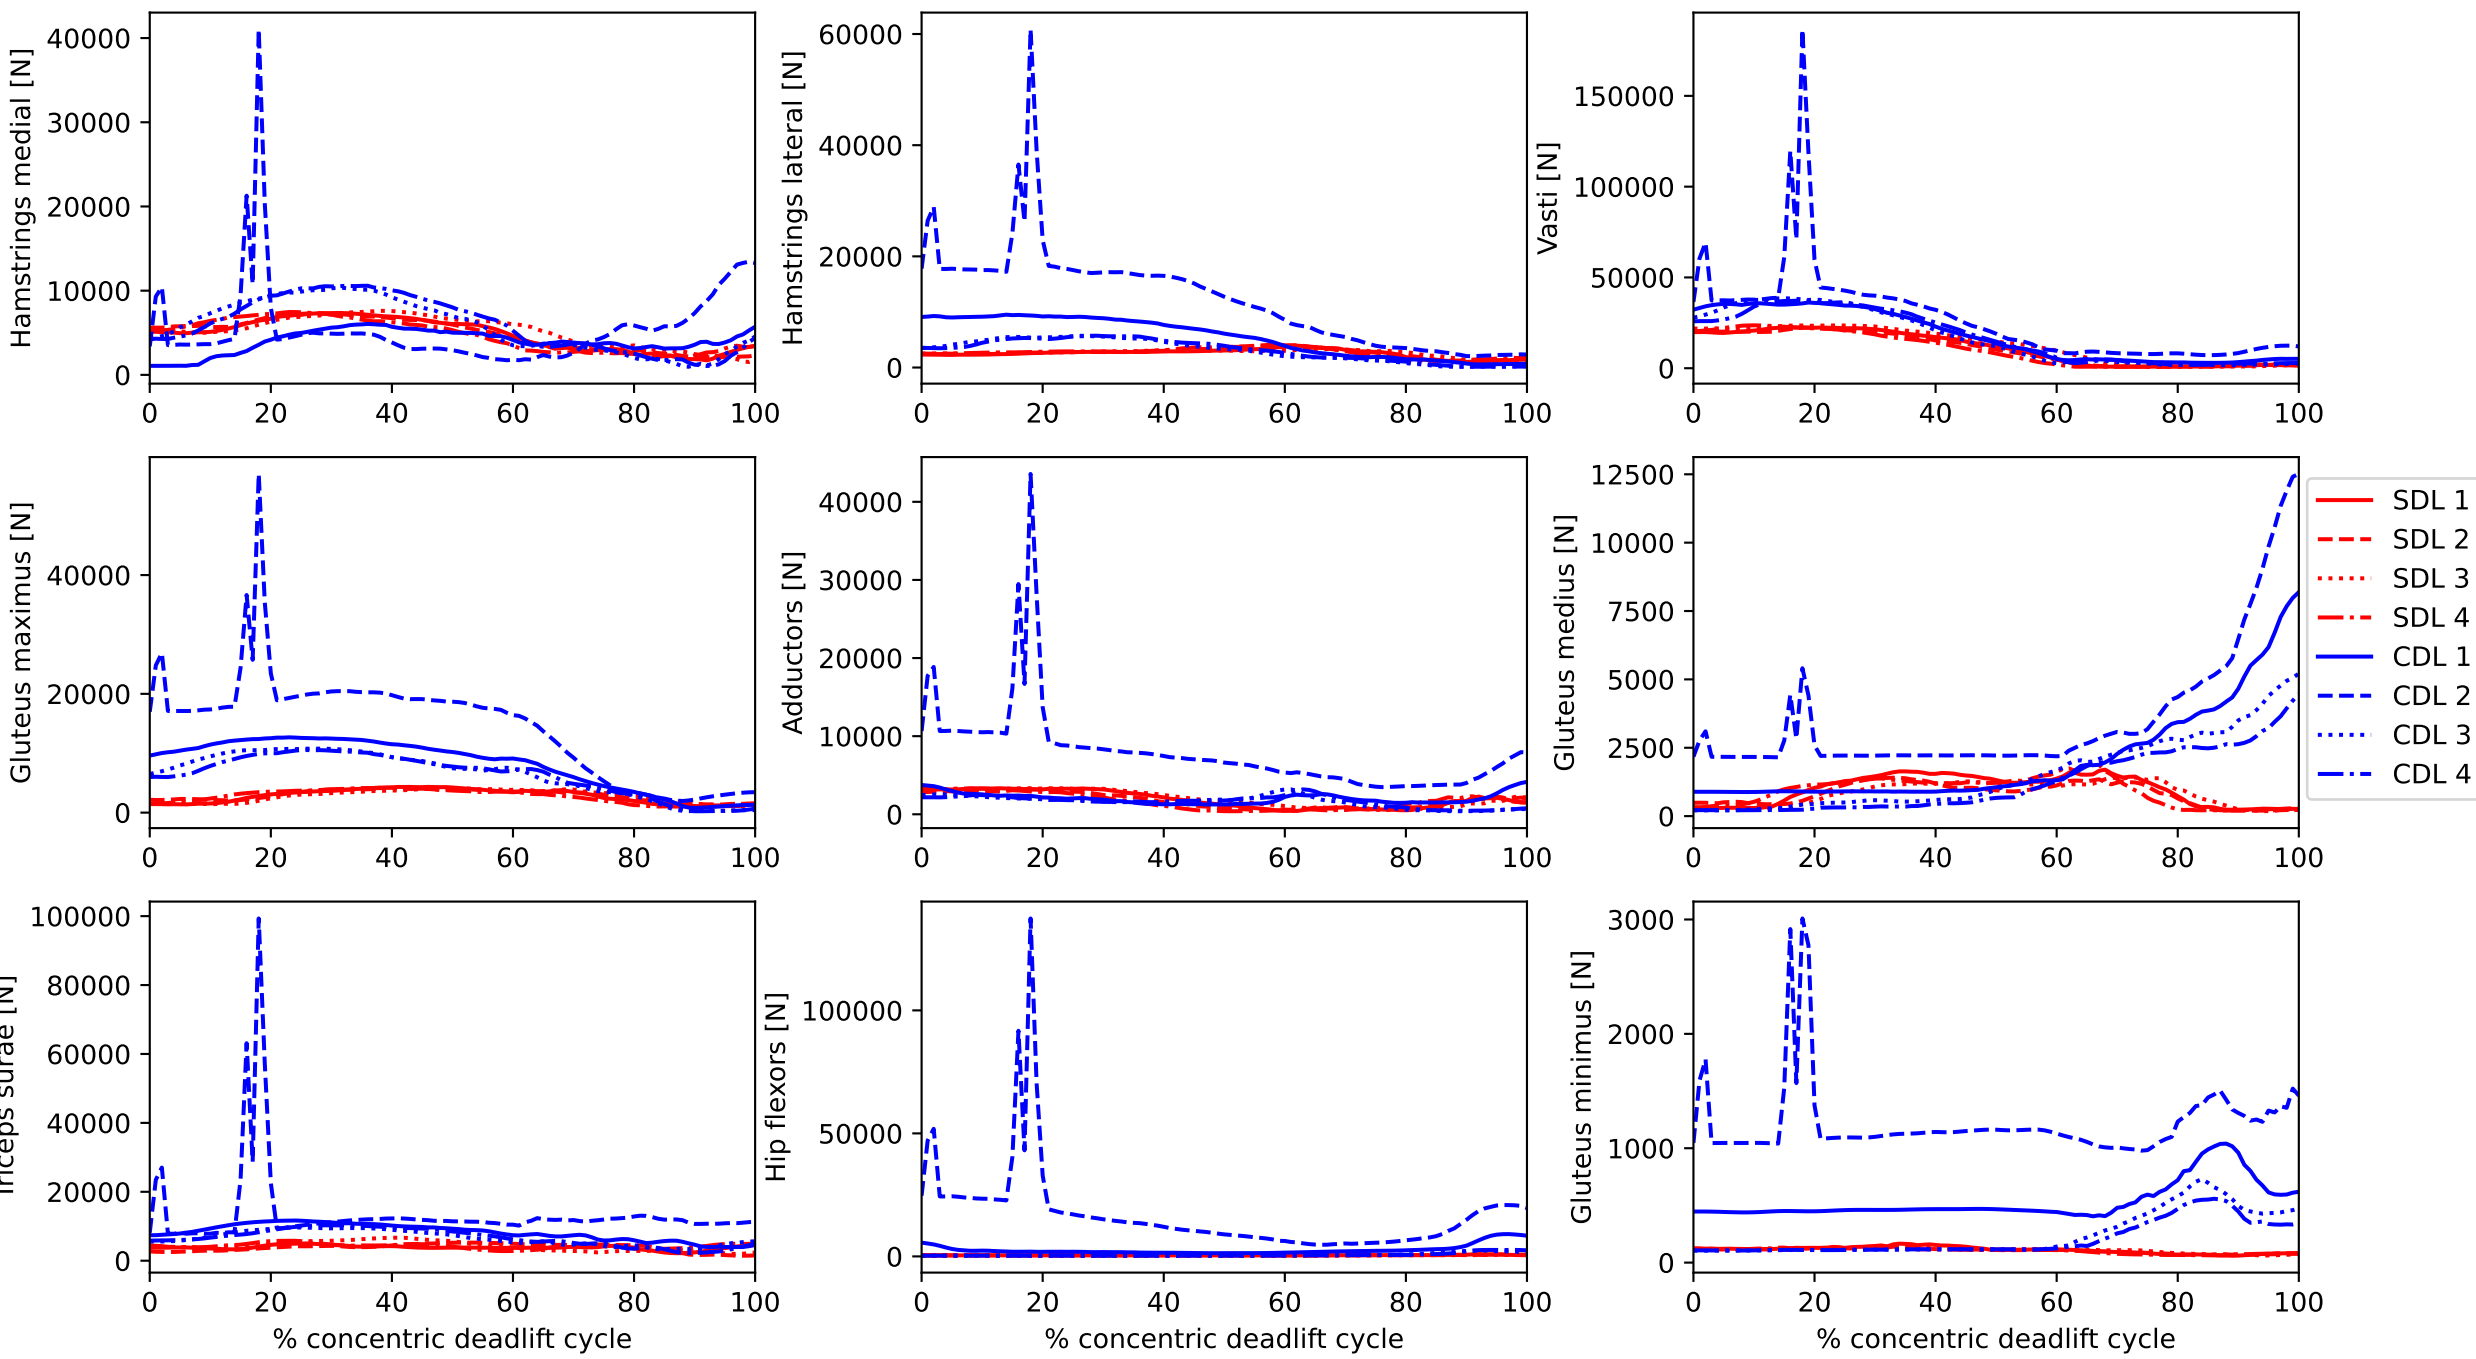 Hamstrings medial [N]
40000
30000
20000
10000
0
0 20 40 60 80 100
Hamstrings lateral [N]
60000
40000
20000
0
0 20 40 60 80 100
Vasti [N]
150000
100000
50000
0
0 20 40 60 80 100
Gluteus maximus [N]
40000
20000
0
0 20 40 60 80 100
Adductors [N]
40000
30000
20000
10000
0
0 20 40 60 80 100
Gluteus medius [N]
12500
10000
7500
5000
2500
0
0 20 40 60 80 100
SDL 1
SDL 2
SDL 3
SDL 4
CDL 1
CDL 2
CDL 3
CDL 4
Triceps surae [N]
100000
80000
60000
40000
20000
0
0 20 40 60 80 100
% concentric deadlift cycle
Hip flexors [N]
100000
50000
0
0 20 40 60 80 100
% concentric deadlift cycle
Gluteus minimus [N]
3000
2000
1000
0
0 20 40 60 80 100
% concentric deadlift cycle